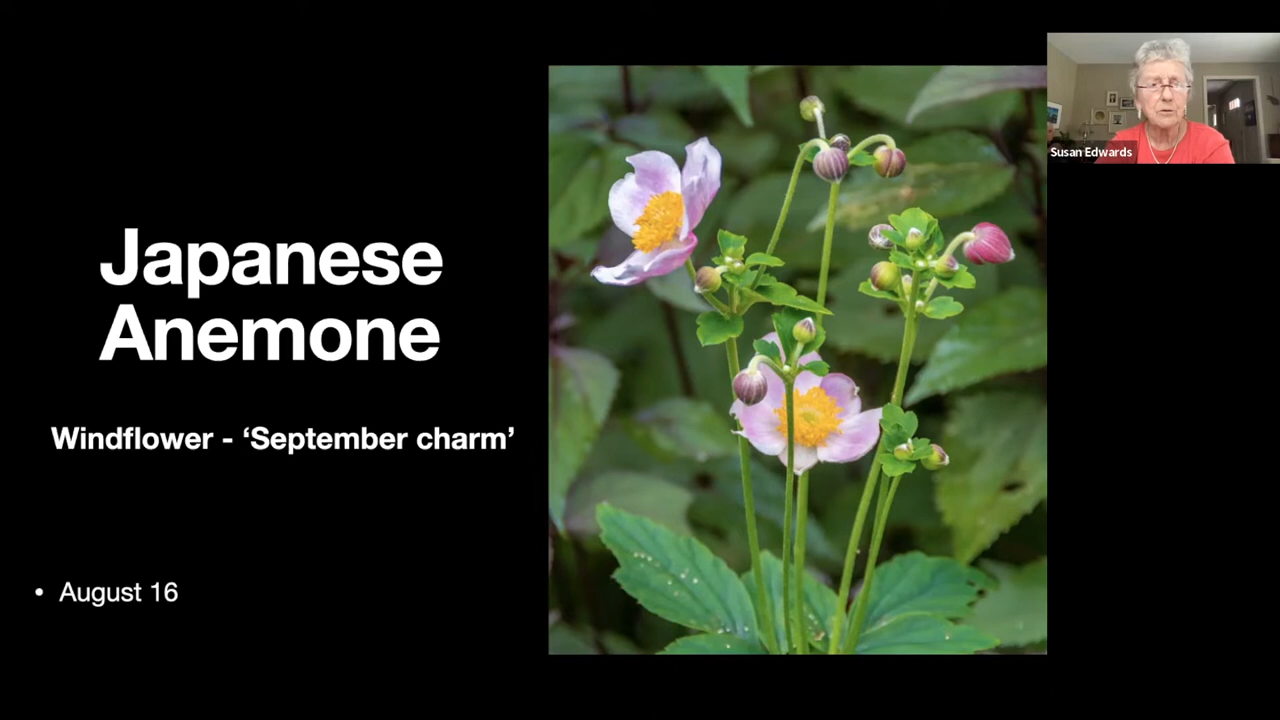 Japanese
Anemone
Windflower - ‘September charm’
• August 16
Susan Edwards